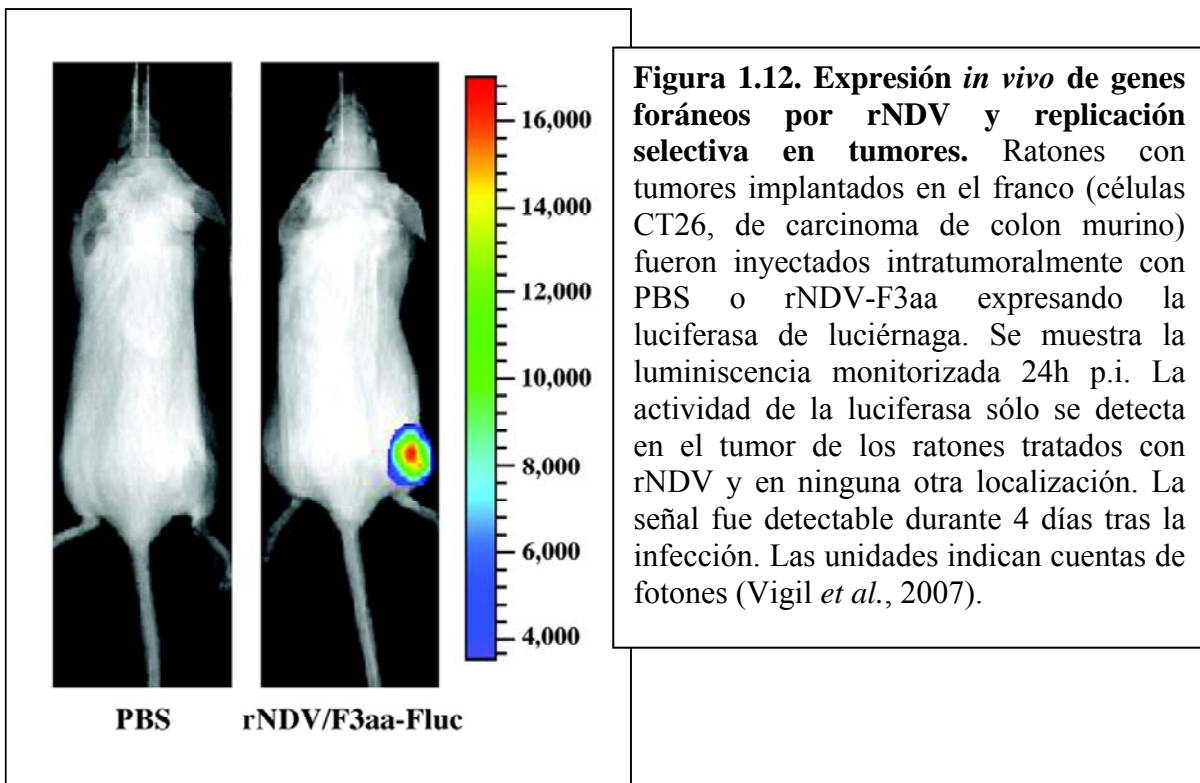 16,000
14,000
12,000
10,000
8,000
6,000
4,000
PBS
rNDV/F3aa-Fluc
Figura 1.12. Expresión in vivo de genes
foráneos por rNDV y replicación
selectiva en tumores. Ratones con
tumores implantados en el franco (células
CT26, de carcinoma de colon murino)
fueron inyectados intratumoralmente con
PBS o rNDV-F3aa expresando la
luciferasa de luciérnaga. Se muestra la
luminiscencia monitorizada 24h p.i. La
actividad de la luciferasa sólo se detecta
en el tumor de los ratones tratados con
rNDV y en ninguna otra localización. La
señal fue detectable durante 4 días tras la
infección. Las unidades indican cuentas de
fotones (Vigil et al., 2007).